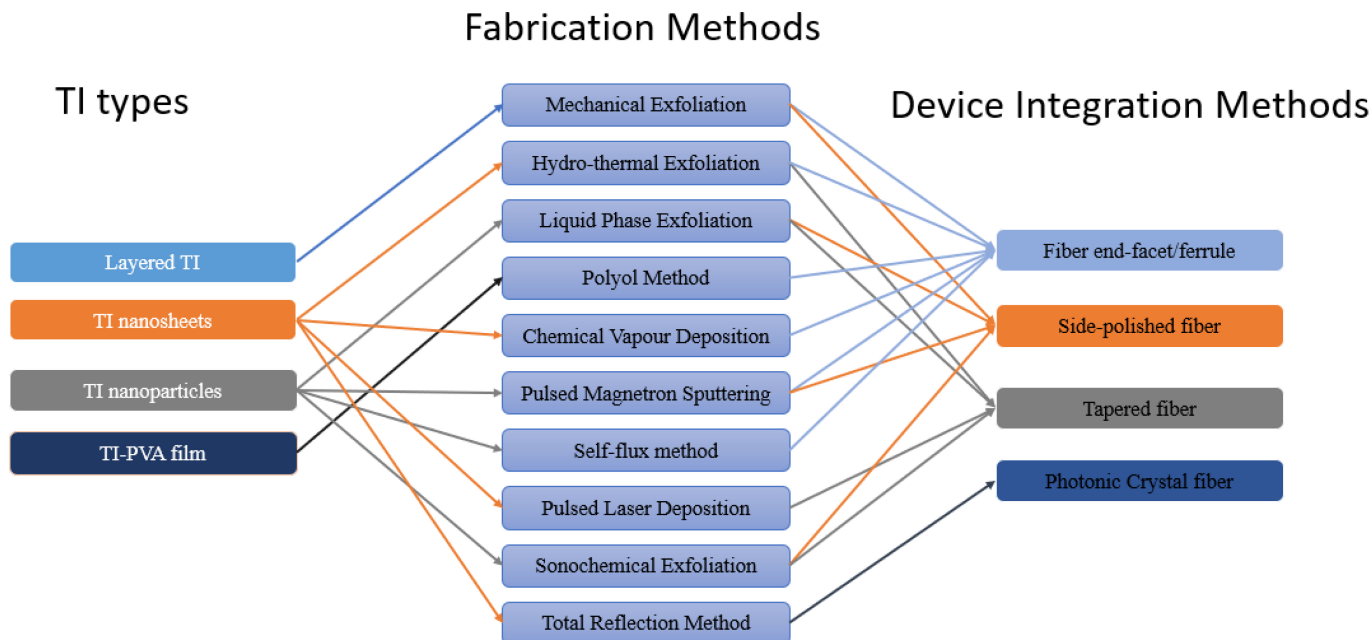 Fabrication Methods
TI types
Device Integration Methods
Mechanical Exfoliation
Hydro-thermal Exfoliation
Liquid Phase Exfoliation
Polyol Method
Chemical Vapour Deposition
Pulsed Magnetron Sputtering
Self-flux method
Pulsed Laser Deposition
Sonochemical Exfoliation
Total Reflection Method
Layered TI
TI nanosheets
TI nanoparticles
TI-PVA film
Fiber end-facet/ferrule
Side-polished fiber
Tapered fiber
Photonic Crystal fiber